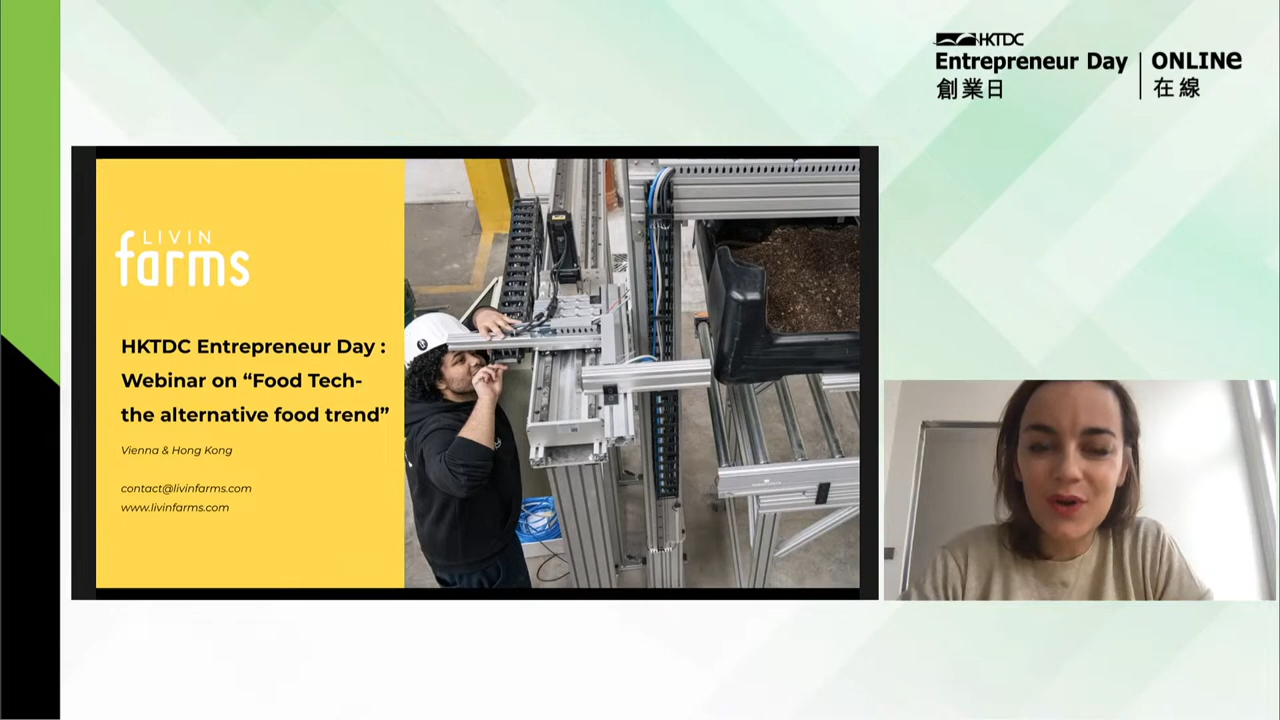 HKTDC
Entrepreneur Day
創業日
ONLINe
在線
LIVIN
farms
HKTDC Entrepreneur Day :
Webinar on “Food Tech-
the alternative food trend”
Vienna & Hong Kong
contact@livinfarms.com
www.livinfarms.com